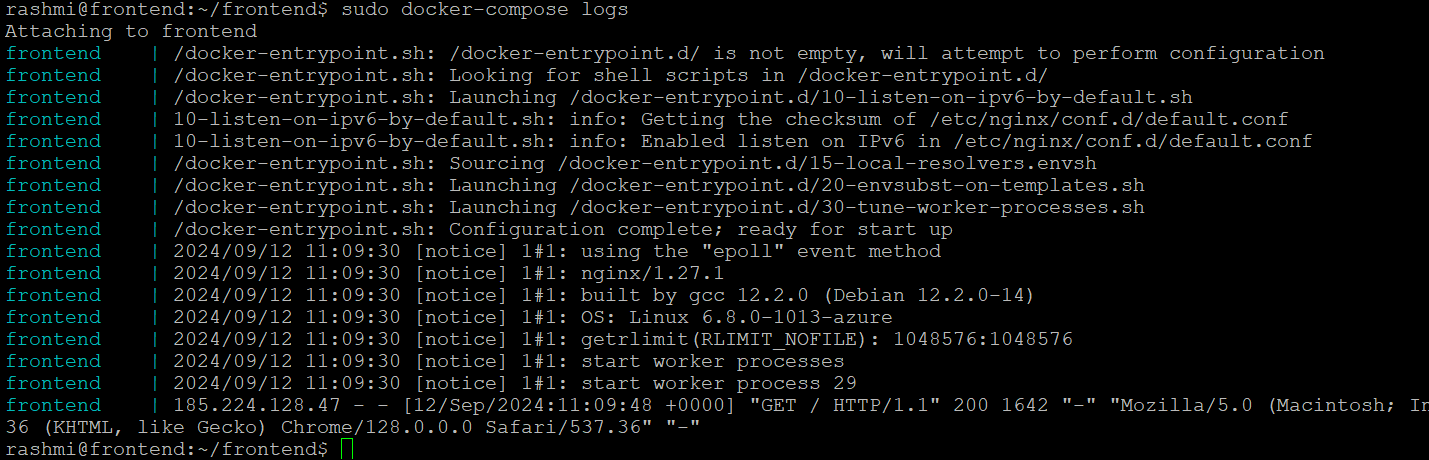 rashmi@frontend:~/frontend$ sudo docker-compose logs
Attaching to frontend
frontend    | /docker-entrypoint.sh: /docker-entrypoint.d/ is not empty, will attempt to perform configuration
frontend    | /docker-entrypoint.sh: Looking for shell scripts in /docker-entrypoint.d/
frontend    | /docker-entrypoint.sh: Launching /docker-entrypoint.d/10-listen-on-ipv6-by-default.sh
frontend    | 10-listen-on-ipv6-by-default.sh: info: Getting the checksum of /etc/nginx/conf.d/default.conf
frontend    | 10-listen-on-ipv6-by-default.sh: info: Enabled listen on IPv6 in /etc/nginx/conf.d/default.conf
frontend    | /docker-entrypoint.sh: Sourcing /docker-entrypoint.d/15-local-resolvers.envsh
frontend    | /docker-entrypoint.sh: Launching /docker-entrypoint.d/20-envsubst-on-templates.sh
frontend    | /docker-entrypoint.sh: Launching /docker-entrypoint.d/30-tune-worker-processes.sh
frontend    | /docker-entrypoint.sh: Configuration complete; ready for start up
frontend    | 2024/09/12 11:09:30 [notice] 1#1: using the "epoll" event method
frontend    | 2024/09/12 11:09:30 [notice] 1#1: nginx/1.27.1
frontend    | 2024/09/12 11:09:30 [notice] 1#1: built by gcc 12.2.0 (Debian 12.2.0-14)
frontend    | 2024/09/12 11:09:30 [notice] 1#1: OS: Linux 6.8.0-1013-azure
frontend    | 2024/09/12 11:09:30 [notice] 1#1: getrlimit(RLIMIT_NOFILE): 1048576:1048576
frontend    | 2024/09/12 11:09:30 [notice] 1#1: start worker processes
frontend    | 2024/09/12 11:09:30 [notice] 1#1: start worker process 29
frontend    | 185.224.128.47 - - [12/Sep/2024:11:09:48 +0000] "GET / HTTP/1.1" 200 1642 "-" "Mozilla/5.0 (Macintosh; In
36 (KHTML, like Gecko) Chrome/128.0.0.0 Safari/537.36" "-"
rashmi@frontend:~/frontend$